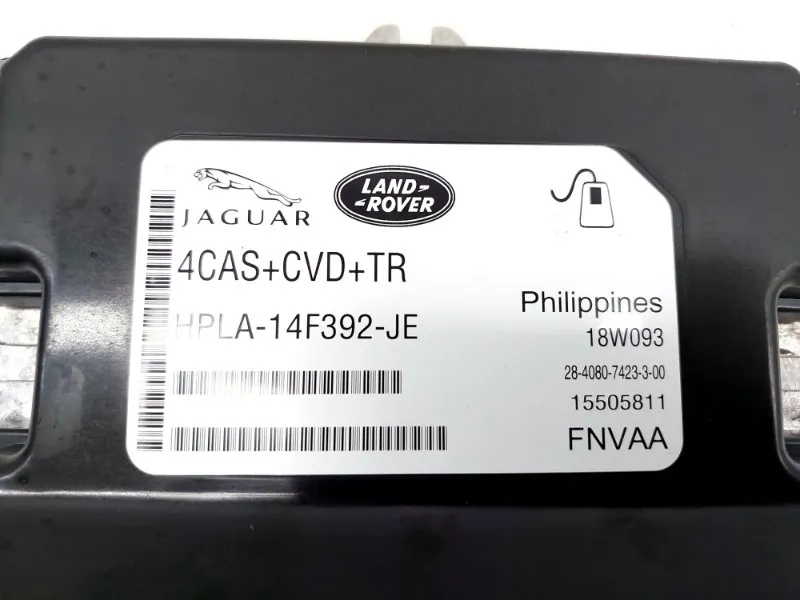 JAGUAR
LAND-
-ROVER
4CAS+CVD+TR
HPLA-14F392-JE
Philippines
18W093
28-4080-7423-3-00
15505811
FNVAA